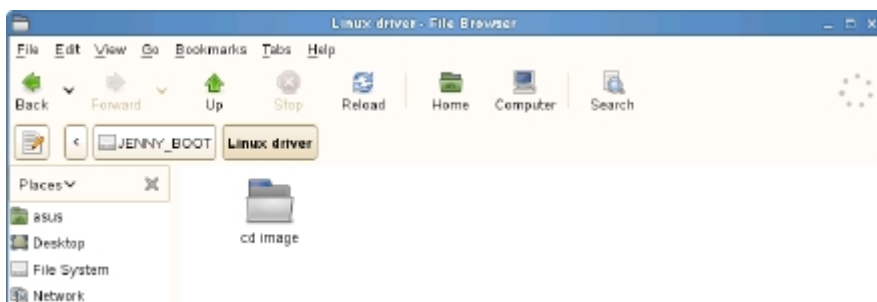 Linux driver - File Browser
File Edit View Go Bookmarks Tabs Help
Back Forward Up Stop Reload Home Computer Search
JENNY_BOOT Linux driver
Places
asus
Desktop
File System
Network
cd image